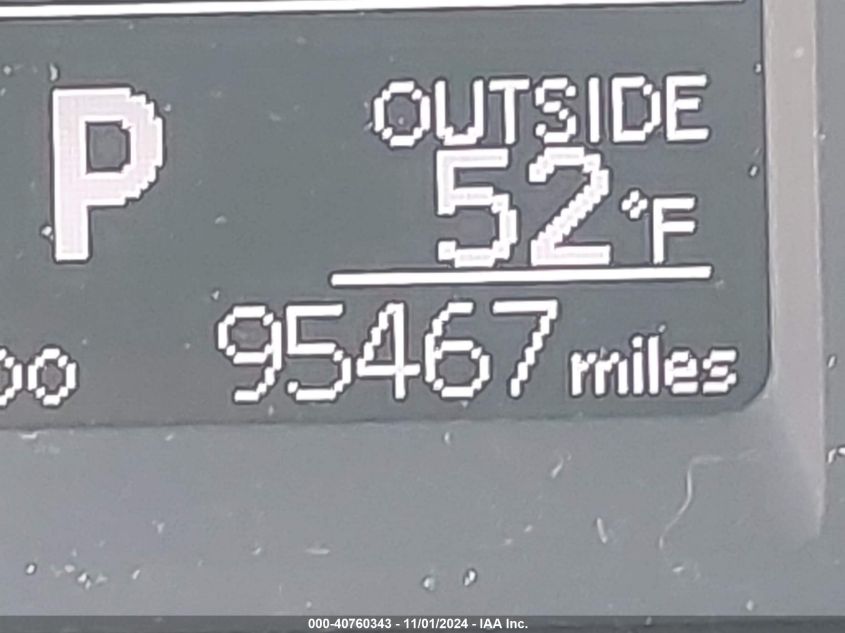 P
OUTSIDE
52°F
95467 miles
000-40760343 - 11/01/2024 - IAA Inc.